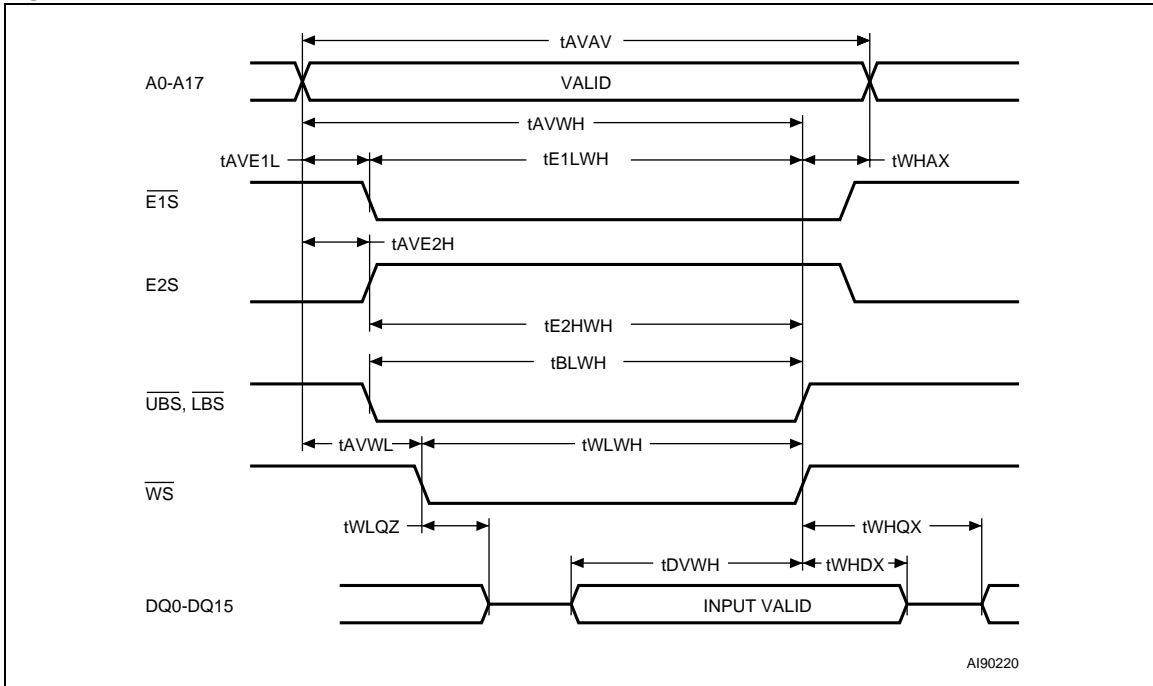 tAVAV
A0-A17 VALID
tAVWH
tAVE1L tE1LWH tWHAX
E1S
tAVE2H
E2S
tE2HWH
tBLWH
UBS, LBS
tAVWL tWLWH
WS
tWLQZ tWHQX
tDVWH tWHDX
DQ0-DQ15 INPUT VALID
AI90220